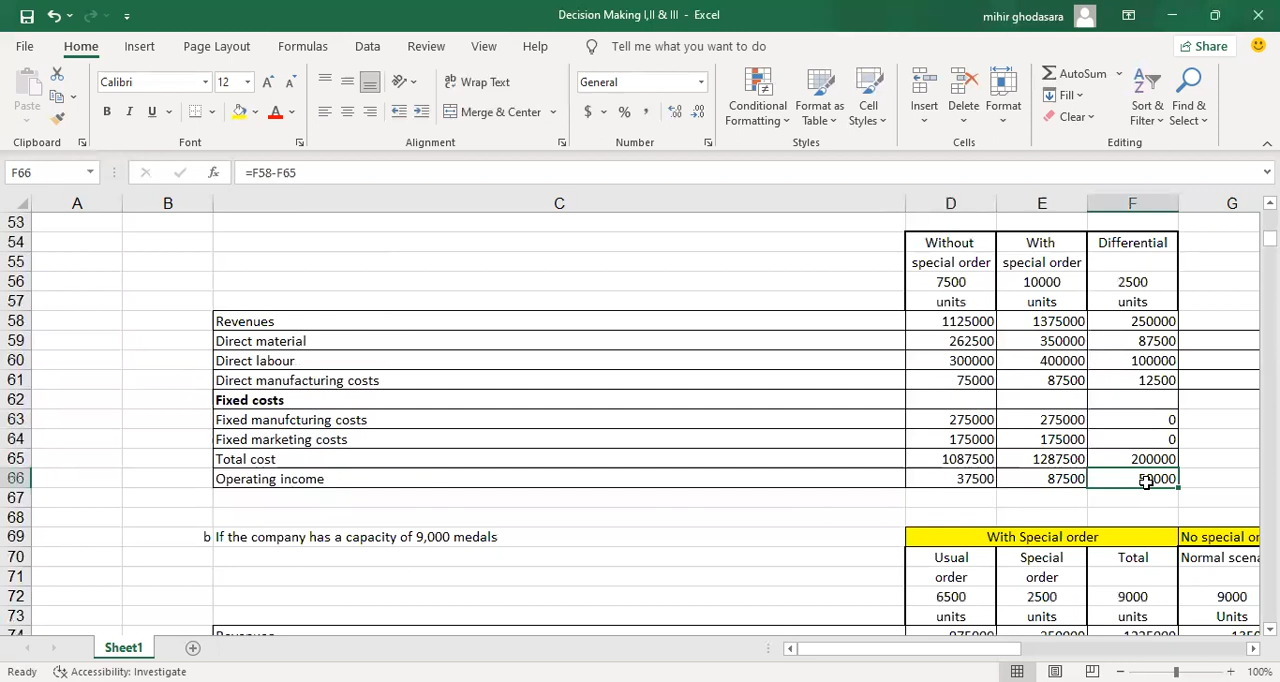 Decision Making I,II & III - Excel
mihir ghodasara
File Home Insert Page Layout Formulas Data Review View Help Tell me what you want to do Share
Calibri 12 Wrap Text General AutoSum
Paste B I U Merge & Center $ % , Conditional Formatting Format as Table Cell Styles Insert Delete Format Fill Clear Sort & Filter Find & Select
Clipboard Font Alignment Number Styles Cells Editing
F66 fx =F58-F65
A B C D E F G
53
54 Without With Differential
55 special order special order
56 7500 10000 2500
57 units units units
58 Revenues 1125000 1375000 250000
59 Direct material 262500 350000 87500
60 Direct labour 300000 400000 100000
61 Direct manufacturing costs 75000 87500 12500
62 Fixed costs
63 Fixed manufcturing costs 275000 275000 0
64 Fixed marketing costs 175000 175000 0
65 Total cost 1087500 1287500 200000
66 Operating income 37500 87500 50000
67
68
69 b If the company has a capacity of 9,000 medals With Special order No special or
70 Usual Special Total Normal scena
71 order order
72 6500 2500 9000 9000
73 units units units Units
74 Revenues 975000 250000 1225000
Sheet1
Ready Accessibility: Investigate 100%